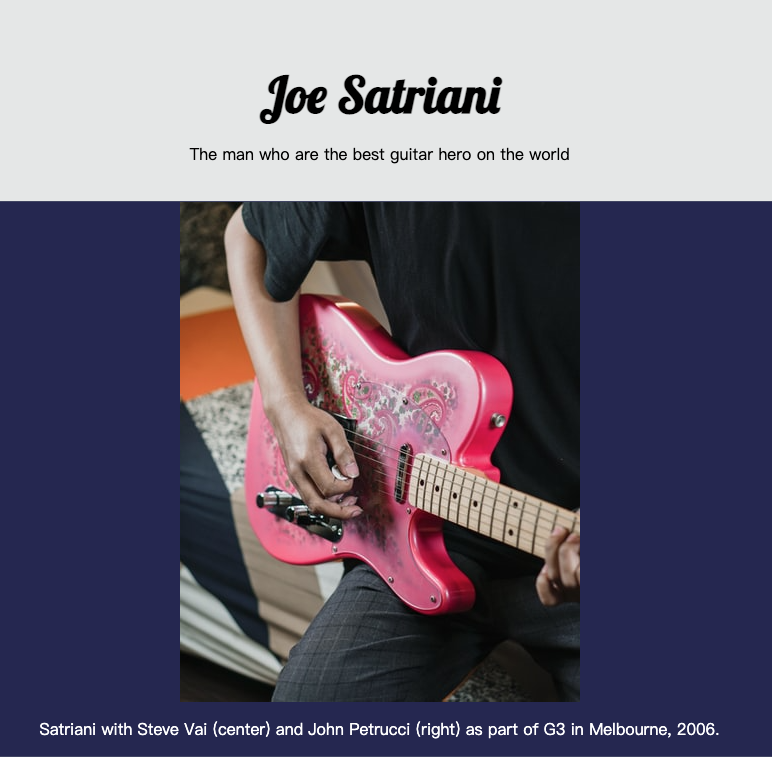 Joe Satriani
The man who are the best guitar hero on the world
Satriani with Steve Vai (center) and John Petrucci (right) as part of G3 in Melbourne, 2006.